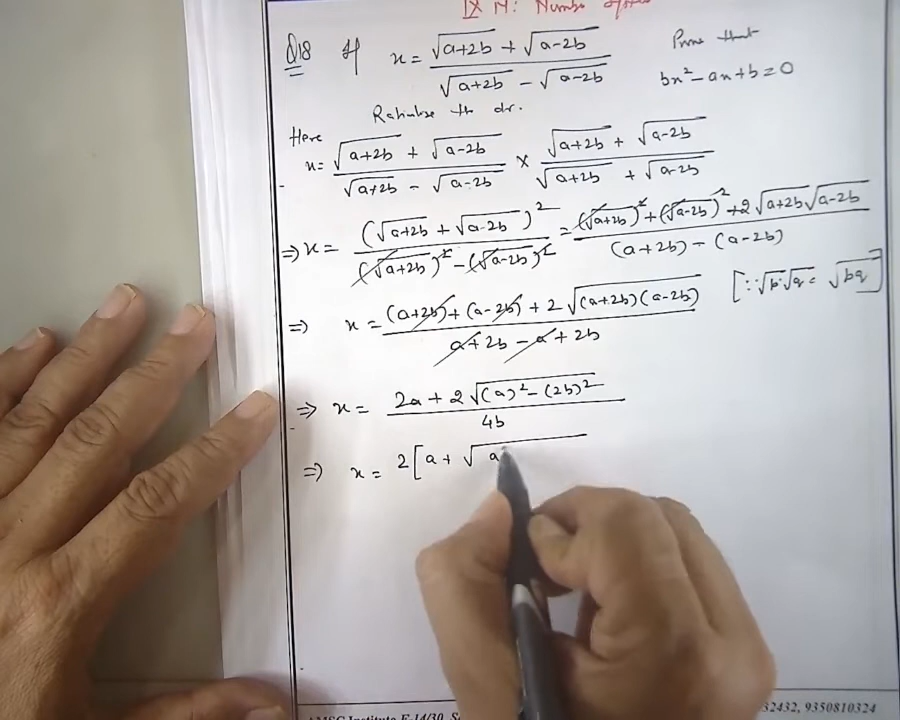 IX M: Number System
Q18 If x = (√(a+2b) + √(a-2b)) / (√(a+2b) - √(a-2b)) Prove that
bx² - ax + b = 0
Here Rationalise the dr.
x = (√(a+2b) + √(a-2b)) / (√(a+2b) - √(a-2b)) × (√(a+2b) + √(a-2b)) / (√(a+2b) + √(a-2b))
⇒ x = (√(a+2b) + √(a-2b))² / ((√(a+2b))² - (√(a-2b))²) = ((√(a+2b))² + (√(a-2b))² + 2√(a+2b)√(a-2b)) / ((a+2b) - (a-2b))
⇒ x = ((a+2b) + (a-2b) + 2√((a+2b)(a-2b))) / (a+2b-a+2b) [∵√p·√q = √pq]
⇒ x = (2a + 2√((a)² - (2b)²)) / 4b
⇒ x = 2[a + √a
32432, 9350810324